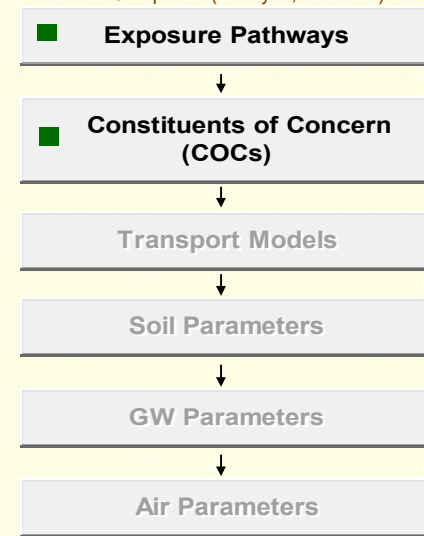 Exposure Pathways
Constituents of Concern
(COCs)
Transport Models
Soil Parameters
GW Parameters
Air Parameters